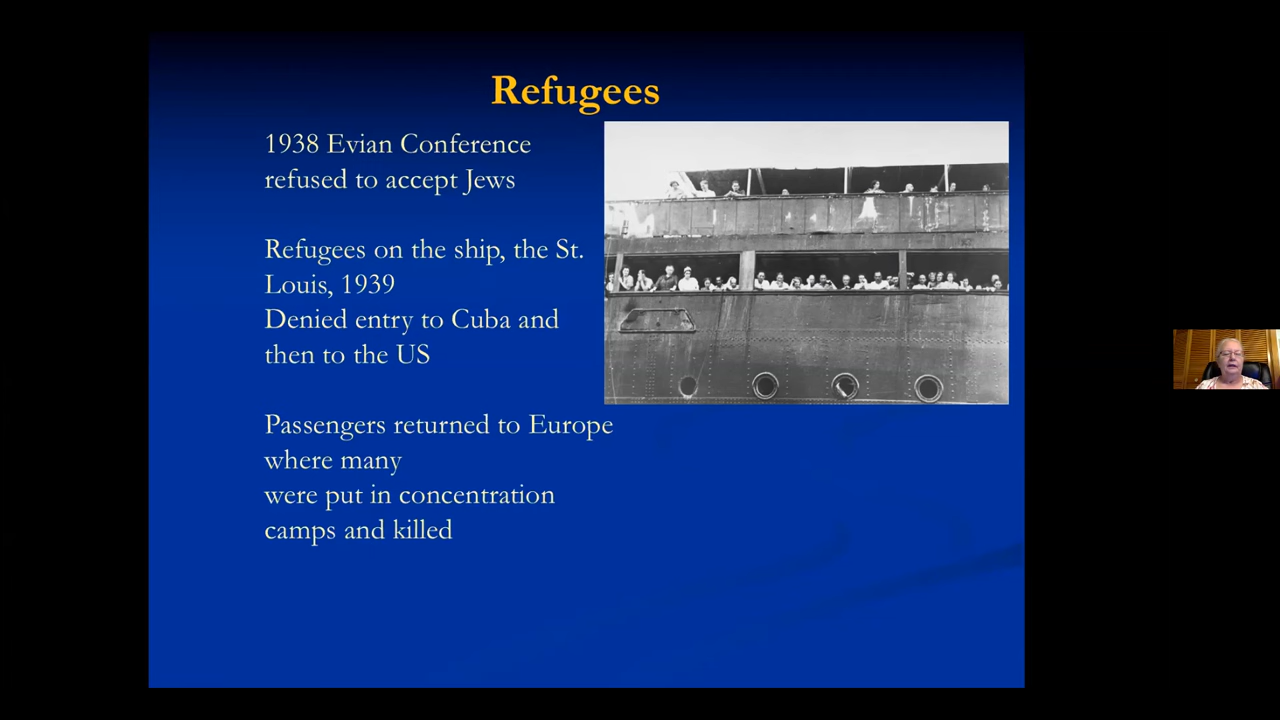 Refugees
1938 Evian Conference
refused to accept Jews
Refugees on the ship, the St.
Louis, 1939
Denied entry to Cuba and
then to the US
Passengers returned to Europe
where many
were put in concentration
camps and killed